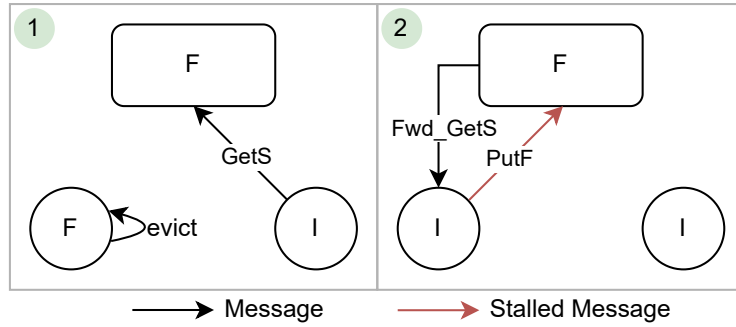 1
F
GetS
F
evict
I
2
F
Fwd_GetS
PutF
I
I
Message
Stalled Message